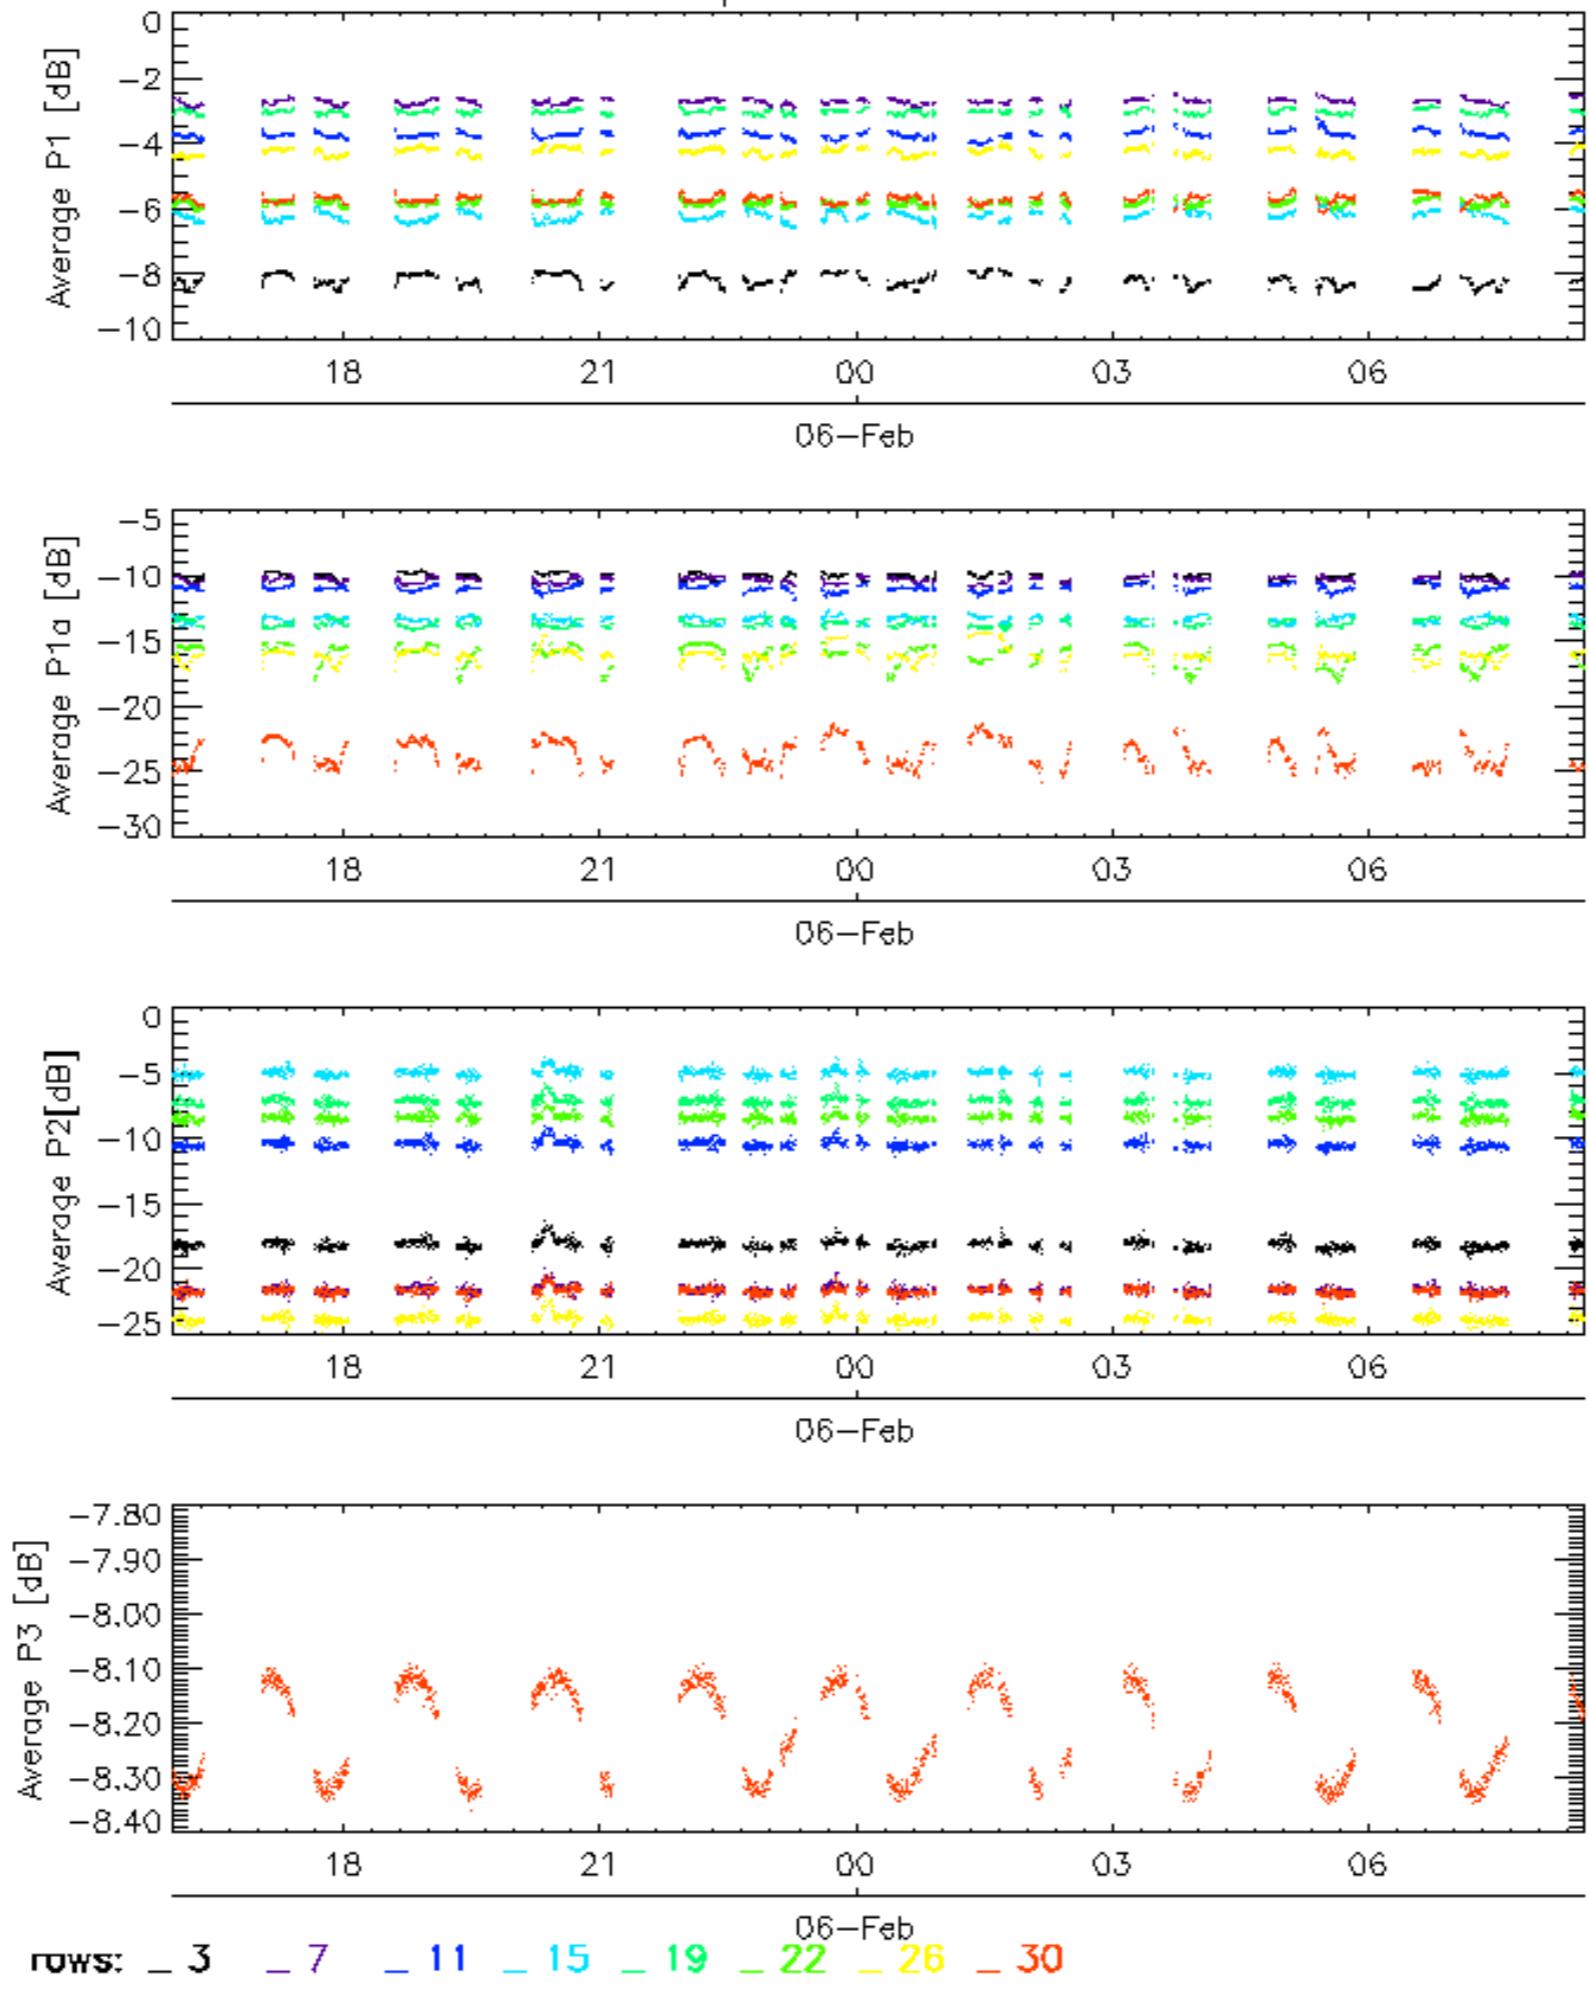 Average P1 [dB]
0
−2
−4
−6
−8
−10
18 21 00 03 06
06−Feb
Average P1a [dB]
−5
−10
−15
−20
−25
−30
18 21 00 03 06
06−Feb
Average P2[dB]
0
−5
−10
−15
−20
−25
18 21 00 03 06
06−Feb
Average P3 [dB]
−7.80
−7.90
−8.00
−8.10
−8.20
−8.30
−8.40
18 21 00 03 06
06−Feb
rows: _ 3 _ 7 _ 11 _ 15 _ 19 _ 22 _ 26 _ 30